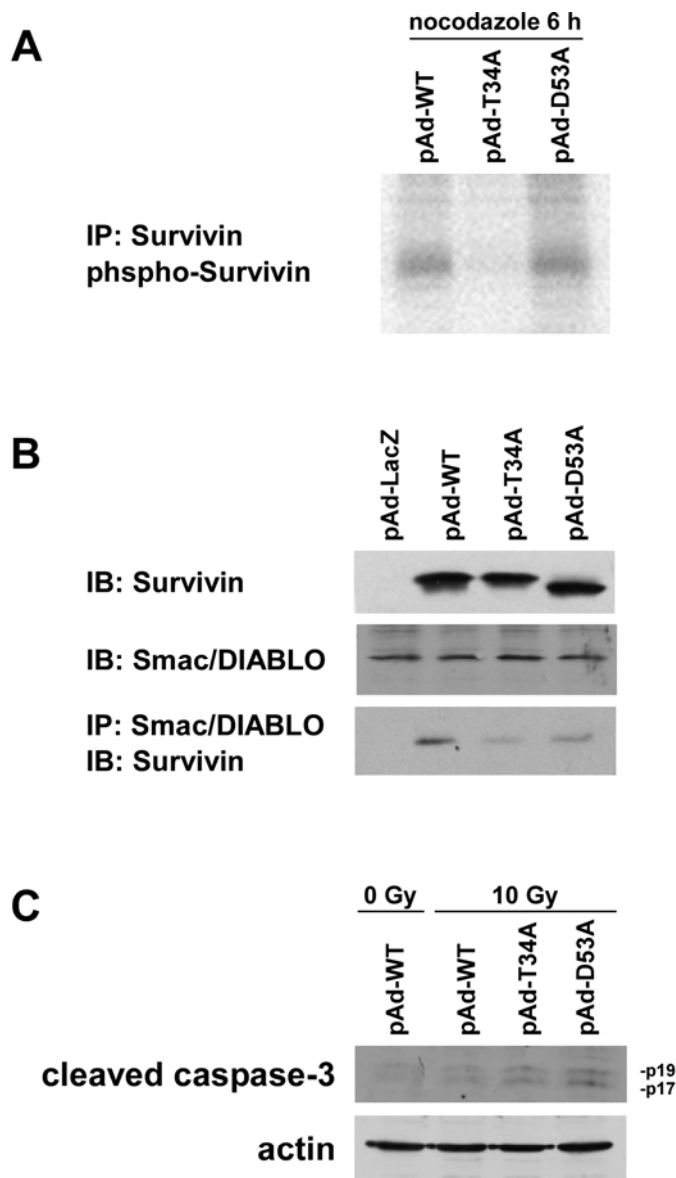 A
nocodazole 6 h
pAd-WT
pAd-T34A
pAd-D53A
IP: Survivin
phspho-Survivin
B
pAd-LacZ
pAd-WT
pAd-T34A
pAd-D53A
IB: Survivin
IB: Smac/DIABLO
IP: Smac/DIABLO
IB: Survivin
C
0 Gy
10 Gy
pAd-WT
pAd-WT
pAd-T34A
pAd-D53A
cleaved caspase-3
-p19
-p17
actin